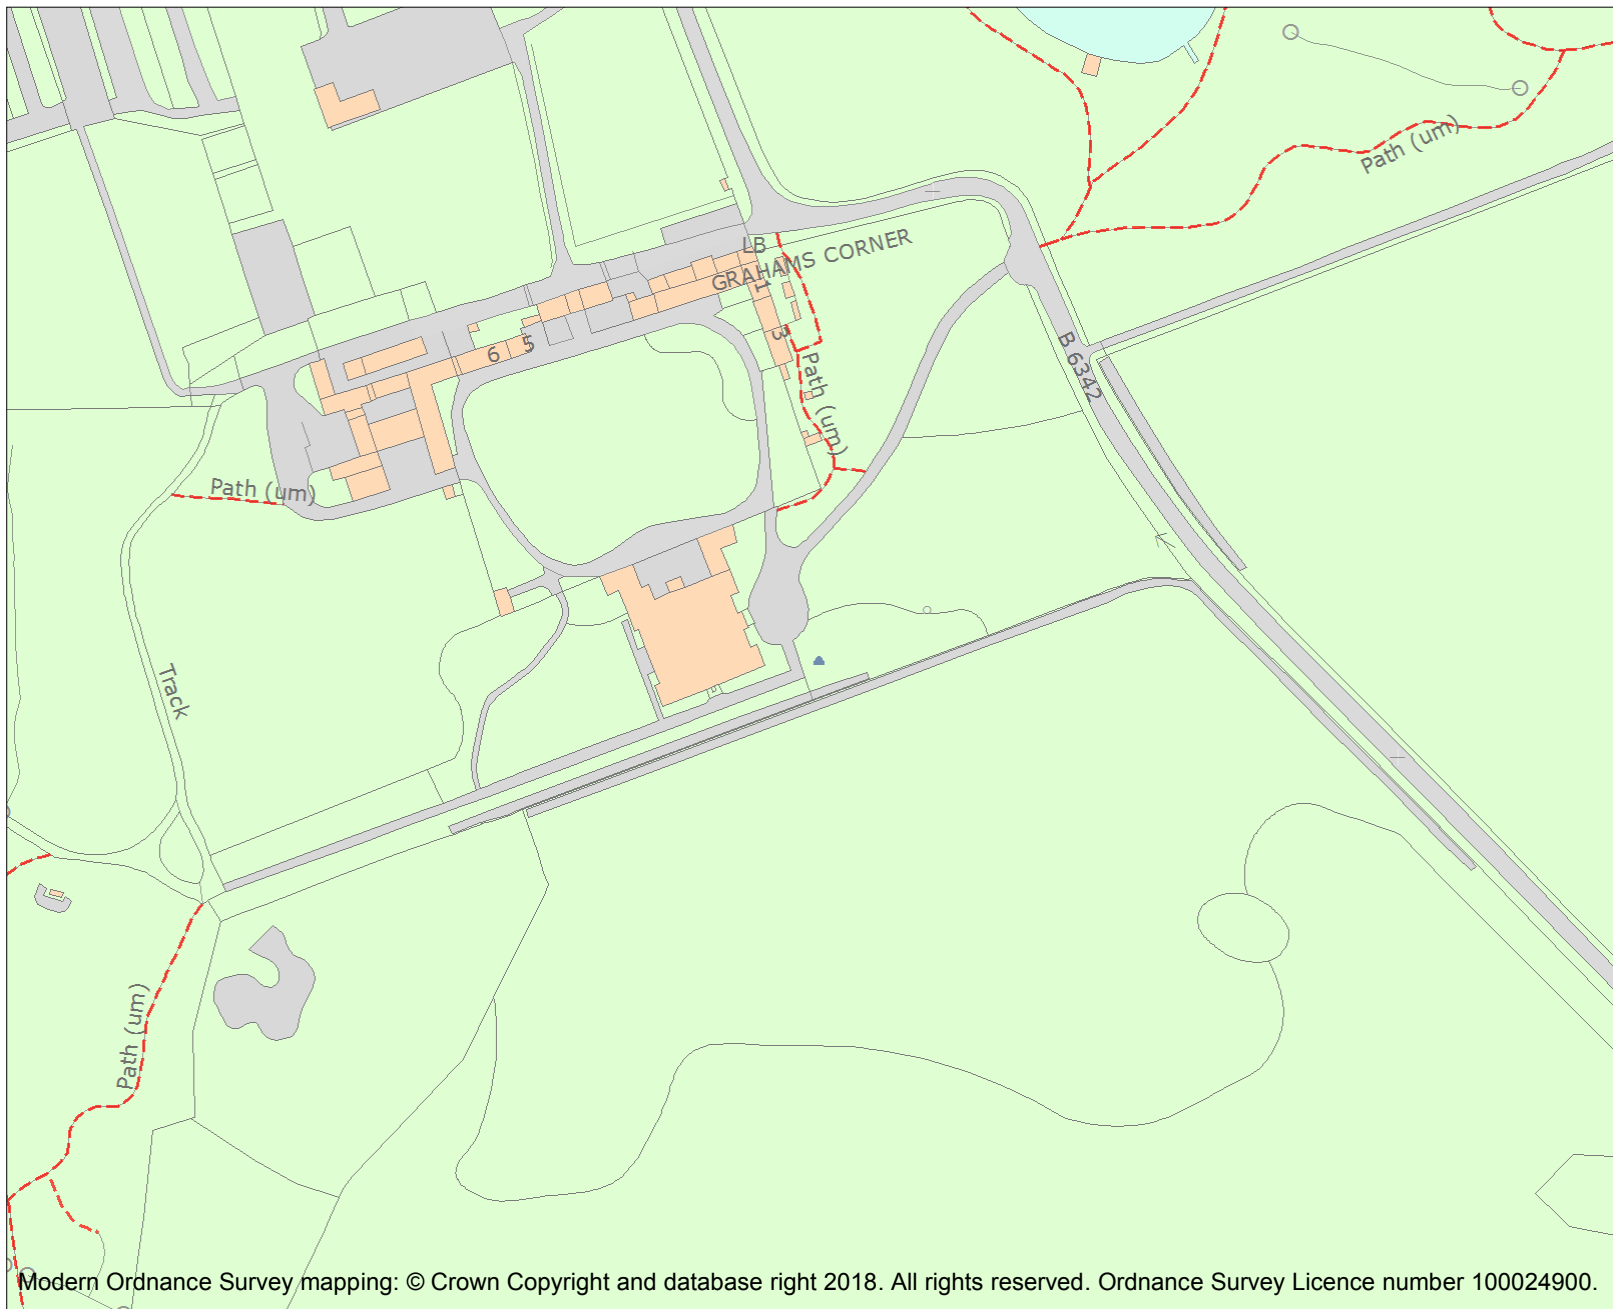 Path (um)
LB
GRAHAMS CORNER
1
3
6
5
B 6342
Path (um)
Path (um)
Track
Path (um)
Modern Ordnance Survey mapping: © Crown Copyright and database right 2018. All rights reserved. Ordnance Survey Licence number 100024900.